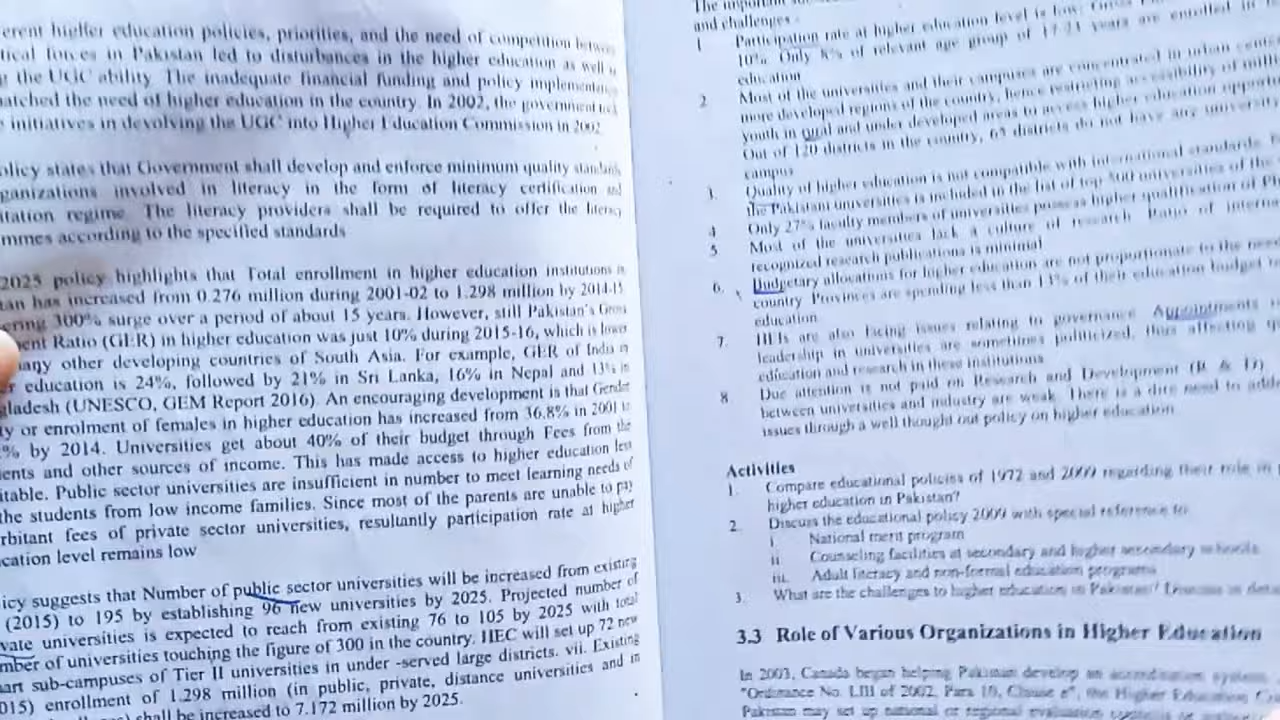 erent higher education policies, priorities, and the need of competition between
tical forces in Pakistan led to disturbances in the higher education as well
g the UGC ability. The inadequate financial funding and policy implementation
atched the need of higher education in the country. In 2002, the government
e initiatives in devolving the UGC into Higher Education Commission in 2002
olicy states that Government shall develop and enforce minimum quality standards
ganizations involved in literacy in the form of literacy certification and
itation regime. The literacy providers shall be required to offer the literacy
mmes according to the specified standards
2025 policy highlights that Total enrollment in higher education institutions
tan has increased from 0.276 million during 2001-02 to 1.298 million by 2014-15
ering 300% surge over a period of about 15 years. However, still Pakistan's Gross
ent Ratio (GER) in higher education was just 10% during 2015-16, which is lower
any other developing countries of South Asia. For example, GER of India
r education is 24%, followed by 21% in Sri Lanka, 16% in Nepal and 13% in
gladesh (UNESCO, GEM Report 2016). An encouraging development is that Gender
ty or enrolment of females in higher education has increased from 36.8% in 2001 to
% by 2014. Universities get about 40% of their budget through Fees from the
ents and other sources of income. This has made access to higher education less
itable. Public sector universities are insufficient in number to meet learning needs of
the students from low income families. Since most of the parents are unable to pay
rbitant fees of private sector universities, resultantly participation rate at higher
cation level remains low
icy suggests that Number of public sector universities will be increased from existing
(2015) to 195 by establishing 96 new universities by 2025. Projected number of
vate universities is expected to reach from existing 76 to 105 by 2025 with total
mber of universities touching the figure of 300 in the country. HEC will set up 72 new
art sub-campuses of Tier II universities in under -served large districts. vii. Existing
015) enrollment of 1.298 million (in public, private, distance universities and in
shall be increased to 7.172 million by 2025.
The important
and challenges -
1 Participation rate at higher education level is low:
10%. Only 8% of relevant age group of 17-23 years are enrolled in
education
2 Most of the universities and their campuses are concentrated in urban
more developed regions of the country, hence restricting accessibility of
youth in rural and under developed areas to access higher education
Out of 120 districts in the country, 65 districts do not have any university
campus
3. Quality of higher education is not compatible with international standards.
the Pakistani universities is included in the list of top 500 universities of the
4 Only 27% faculty members of universities possess higher qualification of
5 Most of the universities lack a culture of research Ratio of
recognized research publications is minimal
6. Budgetary allocations for higher education are not proportionate to the
country Provinces are spending less than 13% of their education budget
education
7. HEIs are also facing issues relating to governance Appointments
leadership in universities are sometimes politicized, thus affecting
education and research in these institutions
8 Due attention is not paid on Research and Development (R & D)
between universities and industry are weak. There is a dire need to
issues through a well thought out policy on higher education
Activities
1. Compare educational policies of 1972 and 2009 regarding their role in
higher education in Pakistan?
2. Discuss the educational policy 2009 with special reference to
i. National merit program
ii Counseling facilities at secondary and higher secondary schools
iii. Adult literacy and non-formal education programs
3. What are the challenges to higher education in Pakistan? Discuss in
3.3 Role of Various Organizations in Higher Education
In 2003, Canada began helping Pakistan develop an accreditation system.
"Ordinance No. LIII of 2002, Para 10, Clause e", the Higher Education
Pakistan may set up national or regional evaluation